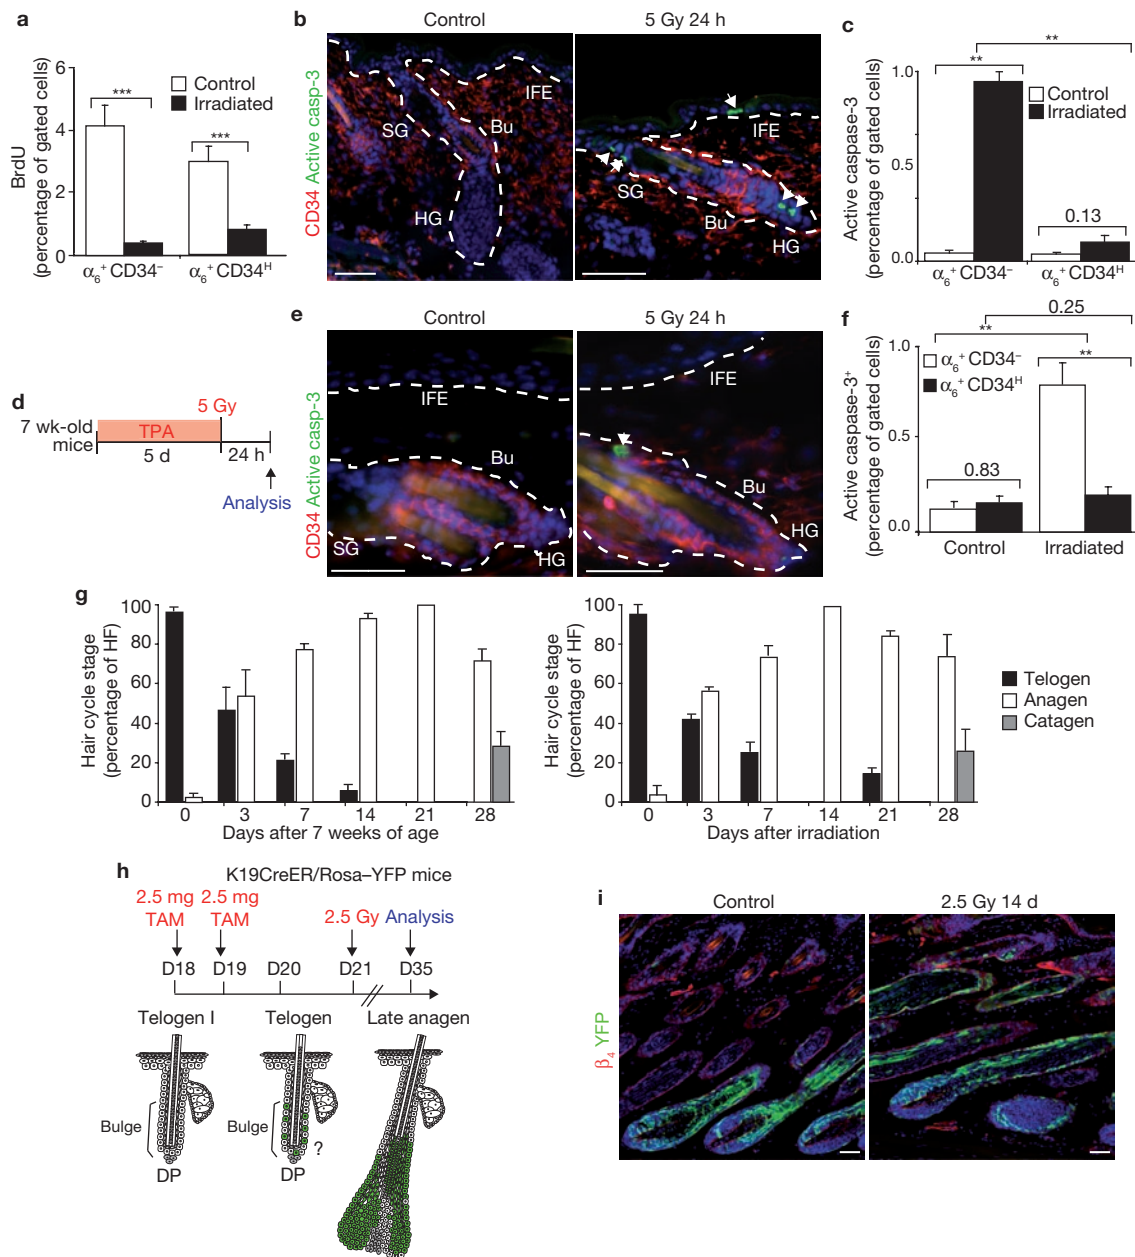 a
BrdU
(percentage of gated cells)
6
4
2
0
***
***
Control
Irradiated
α6+ CD34–
α6+ CD34H
b
Control
5 Gy 24 h
CD34 Active casp-3
IFE
SG
Bu
HG
IFE
SG
Bu
HG
c
Active caspase-3
(percentage of gated cells)
1.0
0.5
0.0
**
**
0.13
Control
Irradiated
α6+ CD34–
α6+ CD34H
d
7 wk-old
mice
TPA
5 Gy
5 d
24 h
Analysis
e
Control
5 Gy 24 h
CD34 Active casp-3
IFE
Bu
SG
HG
IFE
Bu
HG
f
Active caspase-3+
(percentage of gated cells)
1.0
0.5
0.0
0.25
**
**
0.83
α6+ CD34–
α6+ CD34H
Control
Irradiated
g
Hair cycle stage
(percentage of HF)
100
80
60
40
20
0
0 3 7 14 21 28
Days after 7 weeks of age
Hair cycle stage
(percentage of HF)
100
80
60
40
20
0
0 3 7 14 21 28
Days after irradiation
Telogen
Anagen
Catagen
h
K19CreER/Rosa–YFP mice
2.5 mg
TAM
2.5 mg
TAM
2.5 Gy
Analysis
D18 D19 D20 D21 D35
Telogen I
Telogen
Late anagen
Bulge
DP
Bulge
?
DP
i
Control
2.5 Gy 14 d
β4 YFP